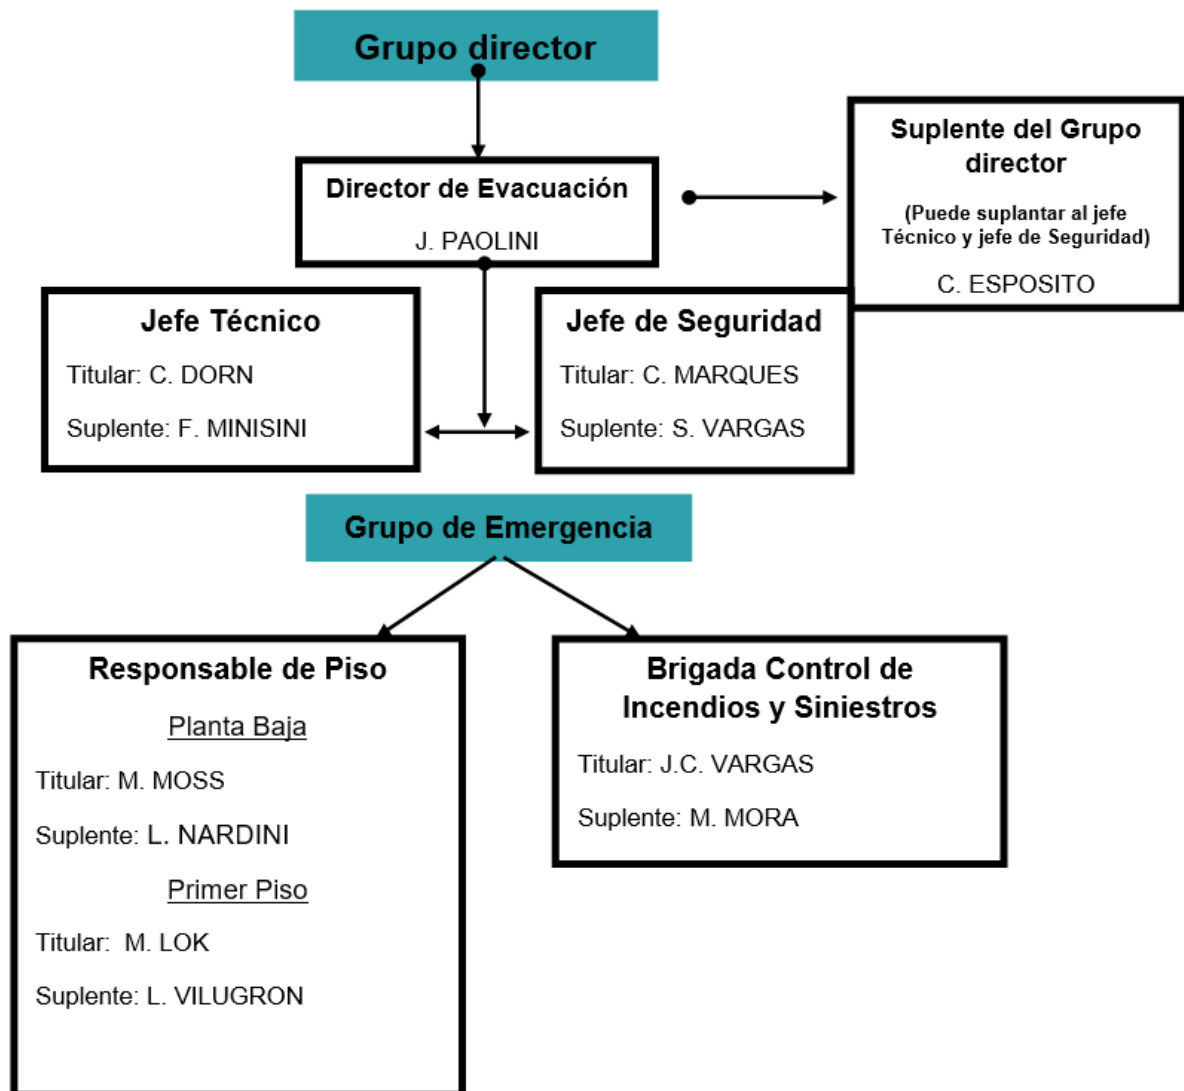 Grupo director
Director de Evacuación
J. PAOLINI
Suplente del Grupo
director
(Puede suplantar al jefe
Técnico y jefe de Seguridad)
C. ESPOSITO
Jefe Técnico
Titular: C. DORN
Suplente: F. MINISINI
Jefe de Seguridad
Titular: C. MARQUES
Suplente: S. VARGAS
Grupo de Emergencia
Responsable de Piso
Planta Baja
Titular: M. MOSS
Suplente: L. NARDINI
Primer Piso
Titular: M. LOK
Suplente: L. VILUGRON
Brigada Control de
Incendios y Siniestros
Titular: J.C. VARGAS
Suplente: M. MORA